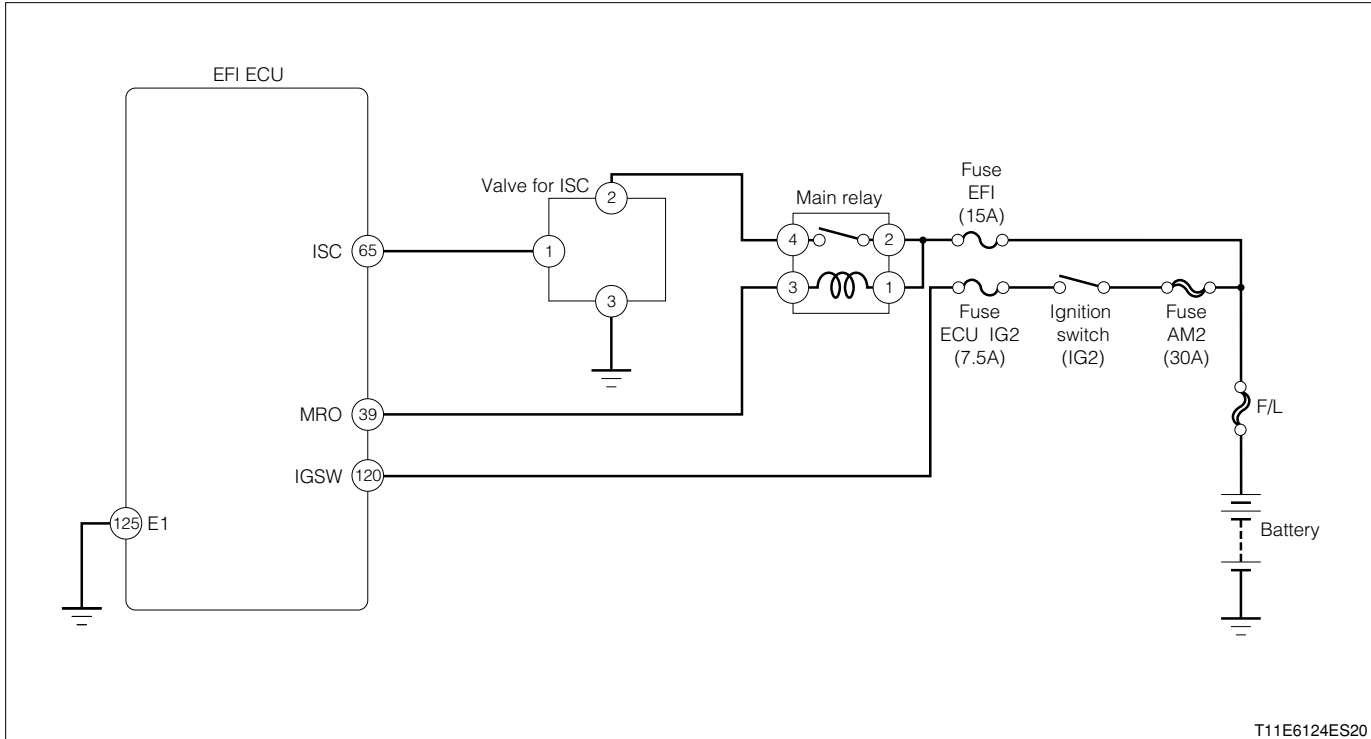 EFI ECU
Valve for ISC
2
Main relay
Fuse
EFI
(15A)
4
2
ISC
65
1
3
1
3
Fuse
ECU IG2
(7.5A)
Ignition
switch
(IG2)
Fuse
AM2
(30A)
F/L
MRO
39
IGSW
120
125
E1
Battery
T11E6124ES20